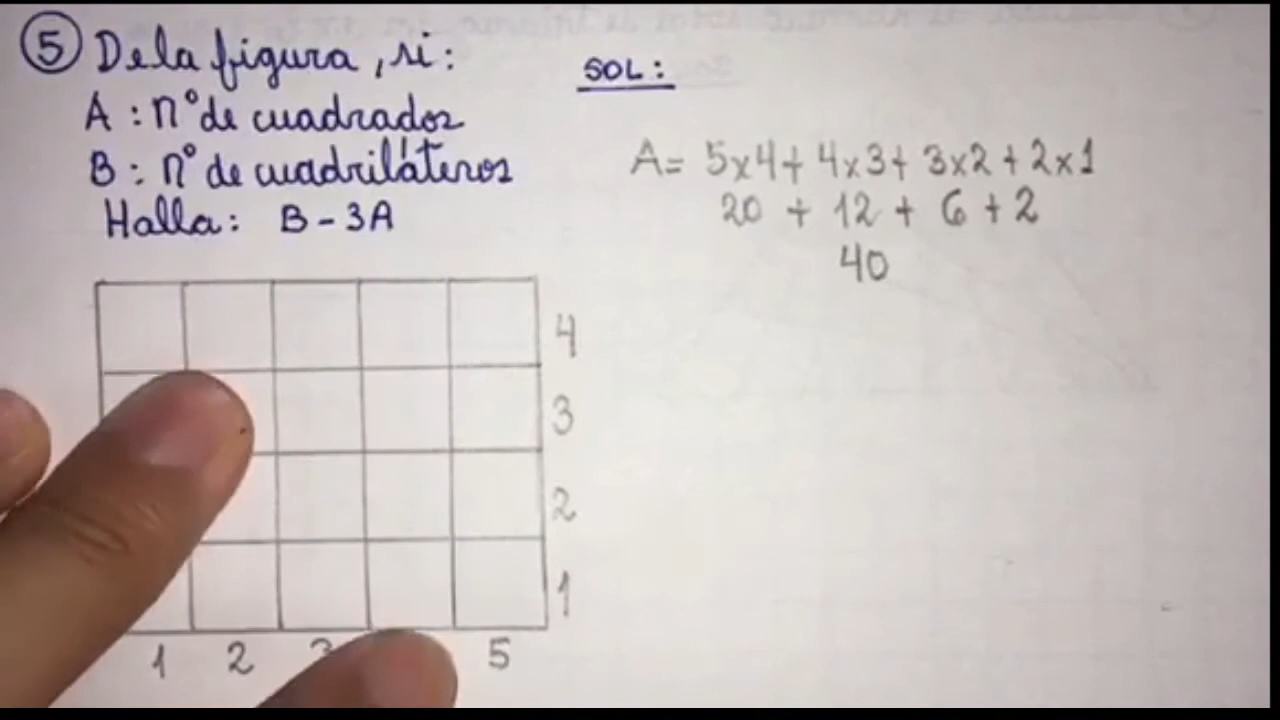 5 De la figura, si:
A : n° de cuadrados
B : n° de cuadriláteros
Halla: B - 3A
SOL:
A= 5x4+ 4x3+ 3x2+2x1
20 + 12 + 6 + 2
40
4
3
2
1
1 2 5